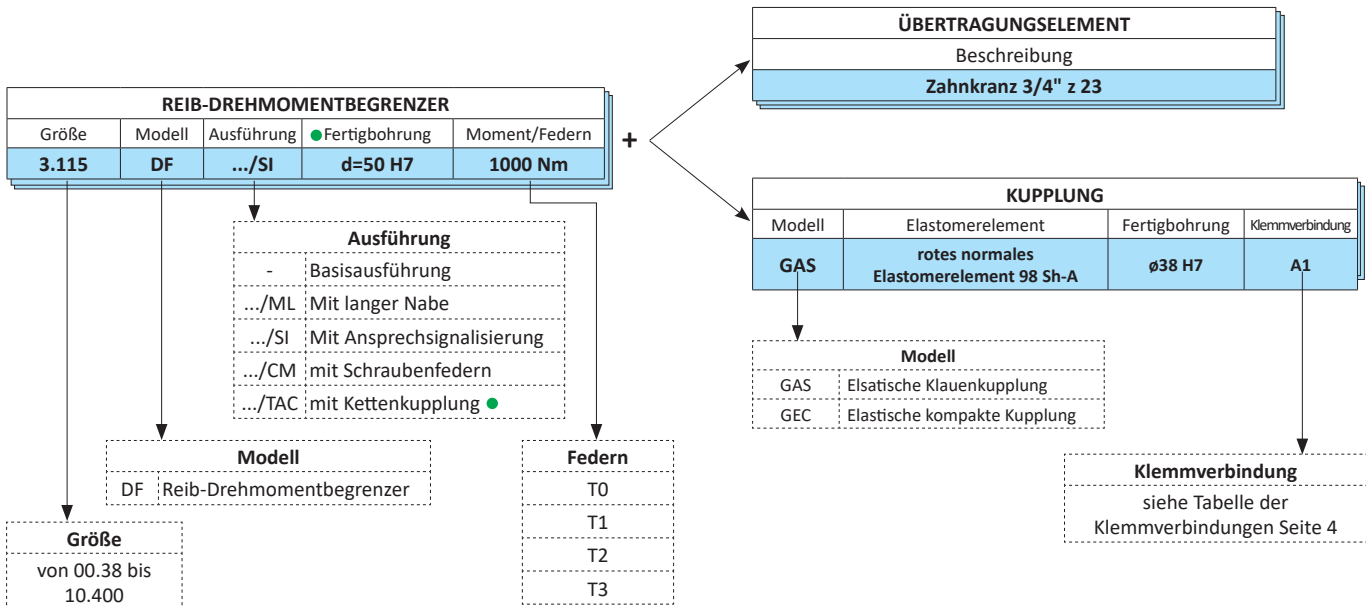 ÜBERTRAGUNGSELEMENT
Beschreibung
Zahnkranz 3/4" z 23
REIB-DREHMOMENTBEGRENZER
Größe Modell Ausführung Fertigbohrung Moment/Federn
3.115 DF .../SI d=50 H7 1000 Nm
+
KUPPLUNG
Modell Elastomerelement Fertigbohrung Klemmverbindung
GAS rotes normales Elastomerelement 98 Sh-A ø38 H7 A1
Ausführung
- Basisausführung
.../ML Mit langer Nabe
.../SI Mit Ansprechsignalisierung
.../CM mit Schraubenfedern
.../TAC mit Kettenkupplung
Modell
GAS Elsatische Klauenkupplung
GEC Elastische kompakte Kupplung
Modell
DF Reib-Drehmomentbegrenzer
Federn
T0
T1
T2
T3
Klemmverbindung
siehe Tabelle der
Klemmverbindungen Seite 4
Größe
von 00.38 bis
10.400